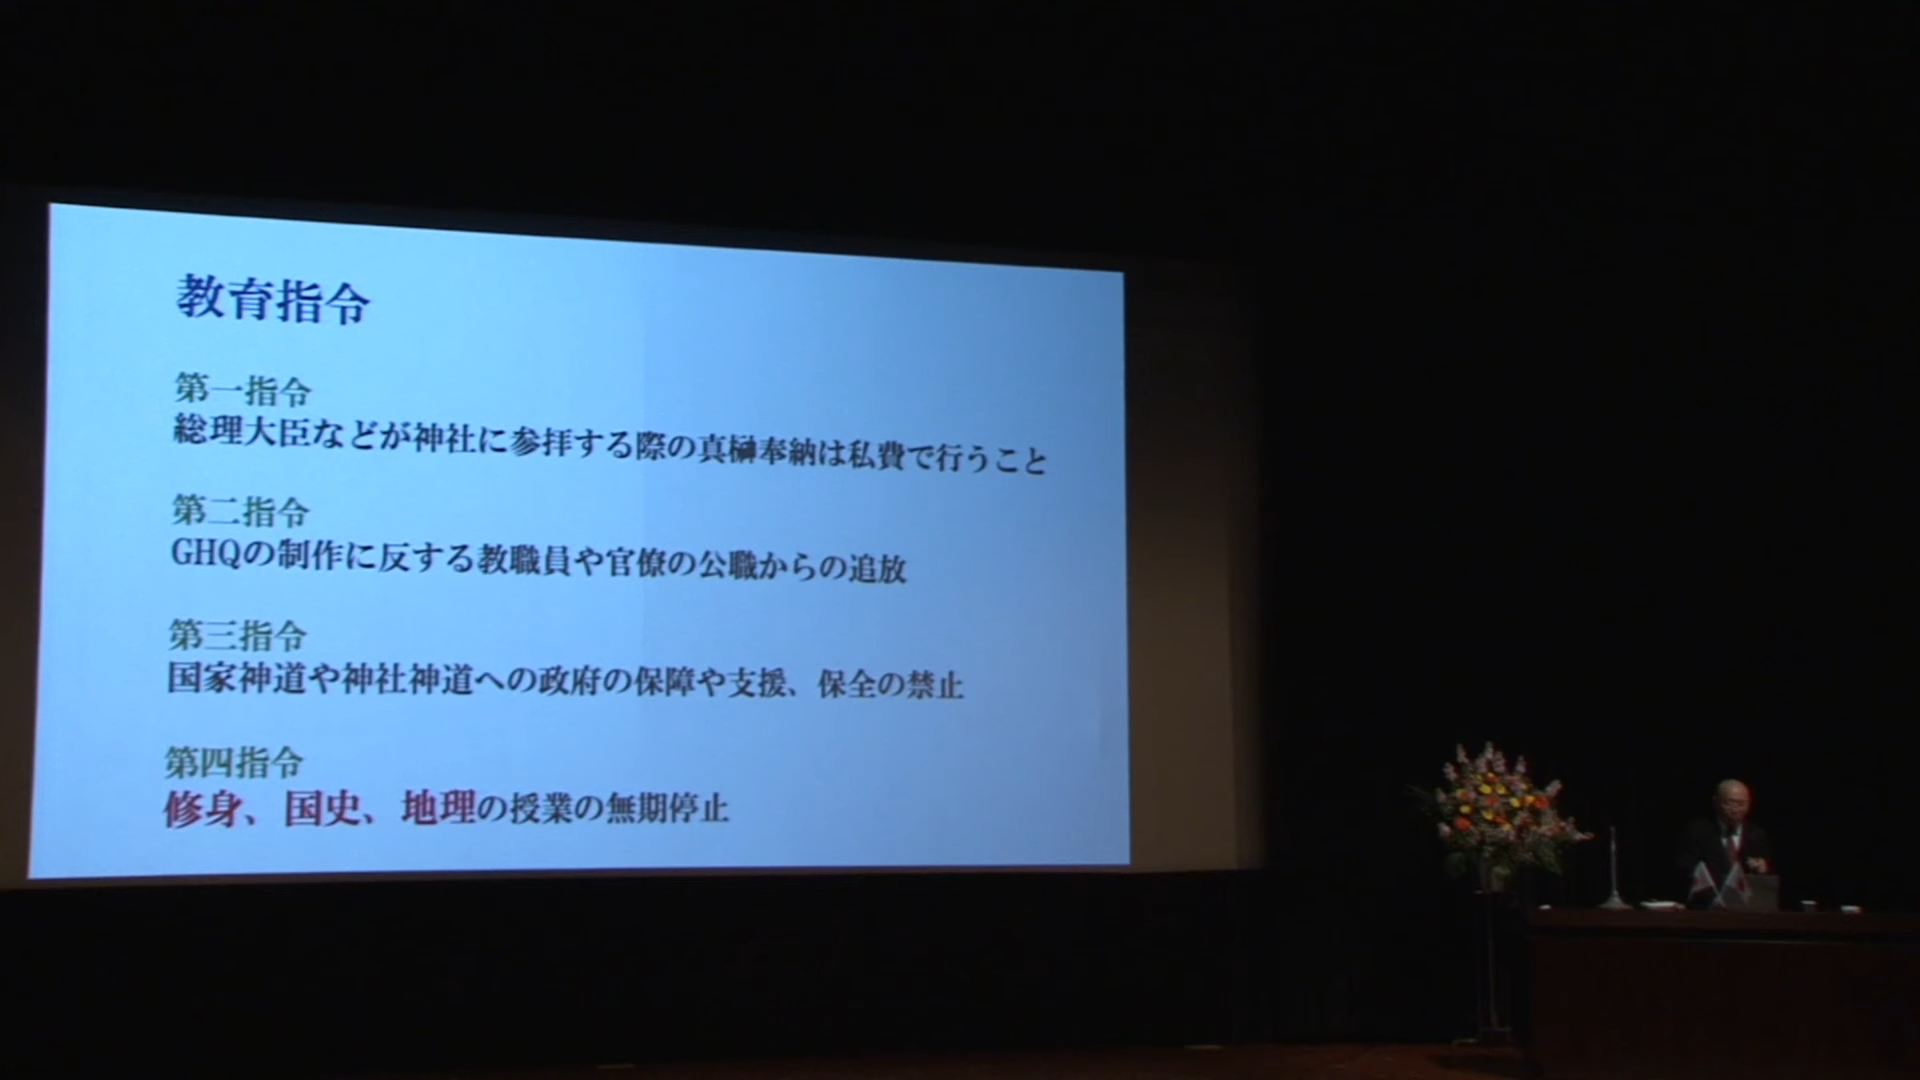 教育指令
第一指令
総理大臣などが神社に参拝する際の真榊奉納は私費で行うこと
第二指令
GHQの制作に反する教職員や官僚の公職からの追放
第三指令
国家神道や神社神道への政府の保障や支援、保全の禁止
第四指令
修身、国史、地理の授業の無期停止